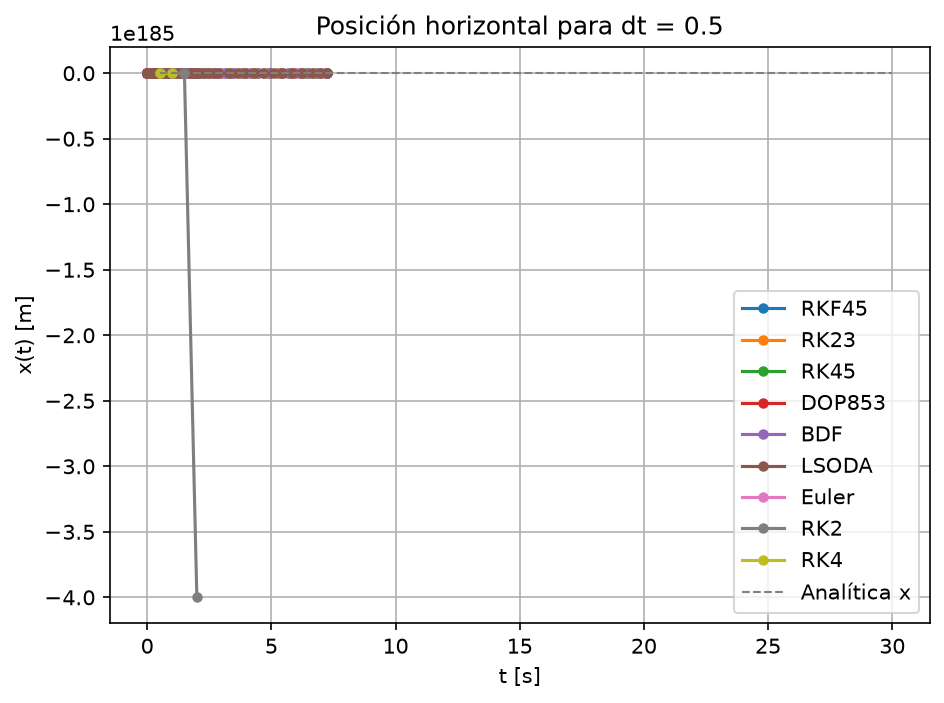 Posición horizontal para dt = 0.5
1e185
0.0
−0.5
−1.0
−1.5
−2.0
−2.5
−3.0
−3.5
−4.0
x(t) [m]
0 5 10 15 20 25 30
t [s]
RKF45
RK23
RK45
DOP853
BDF
LSODA
Euler
RK2
RK4
Analítica x